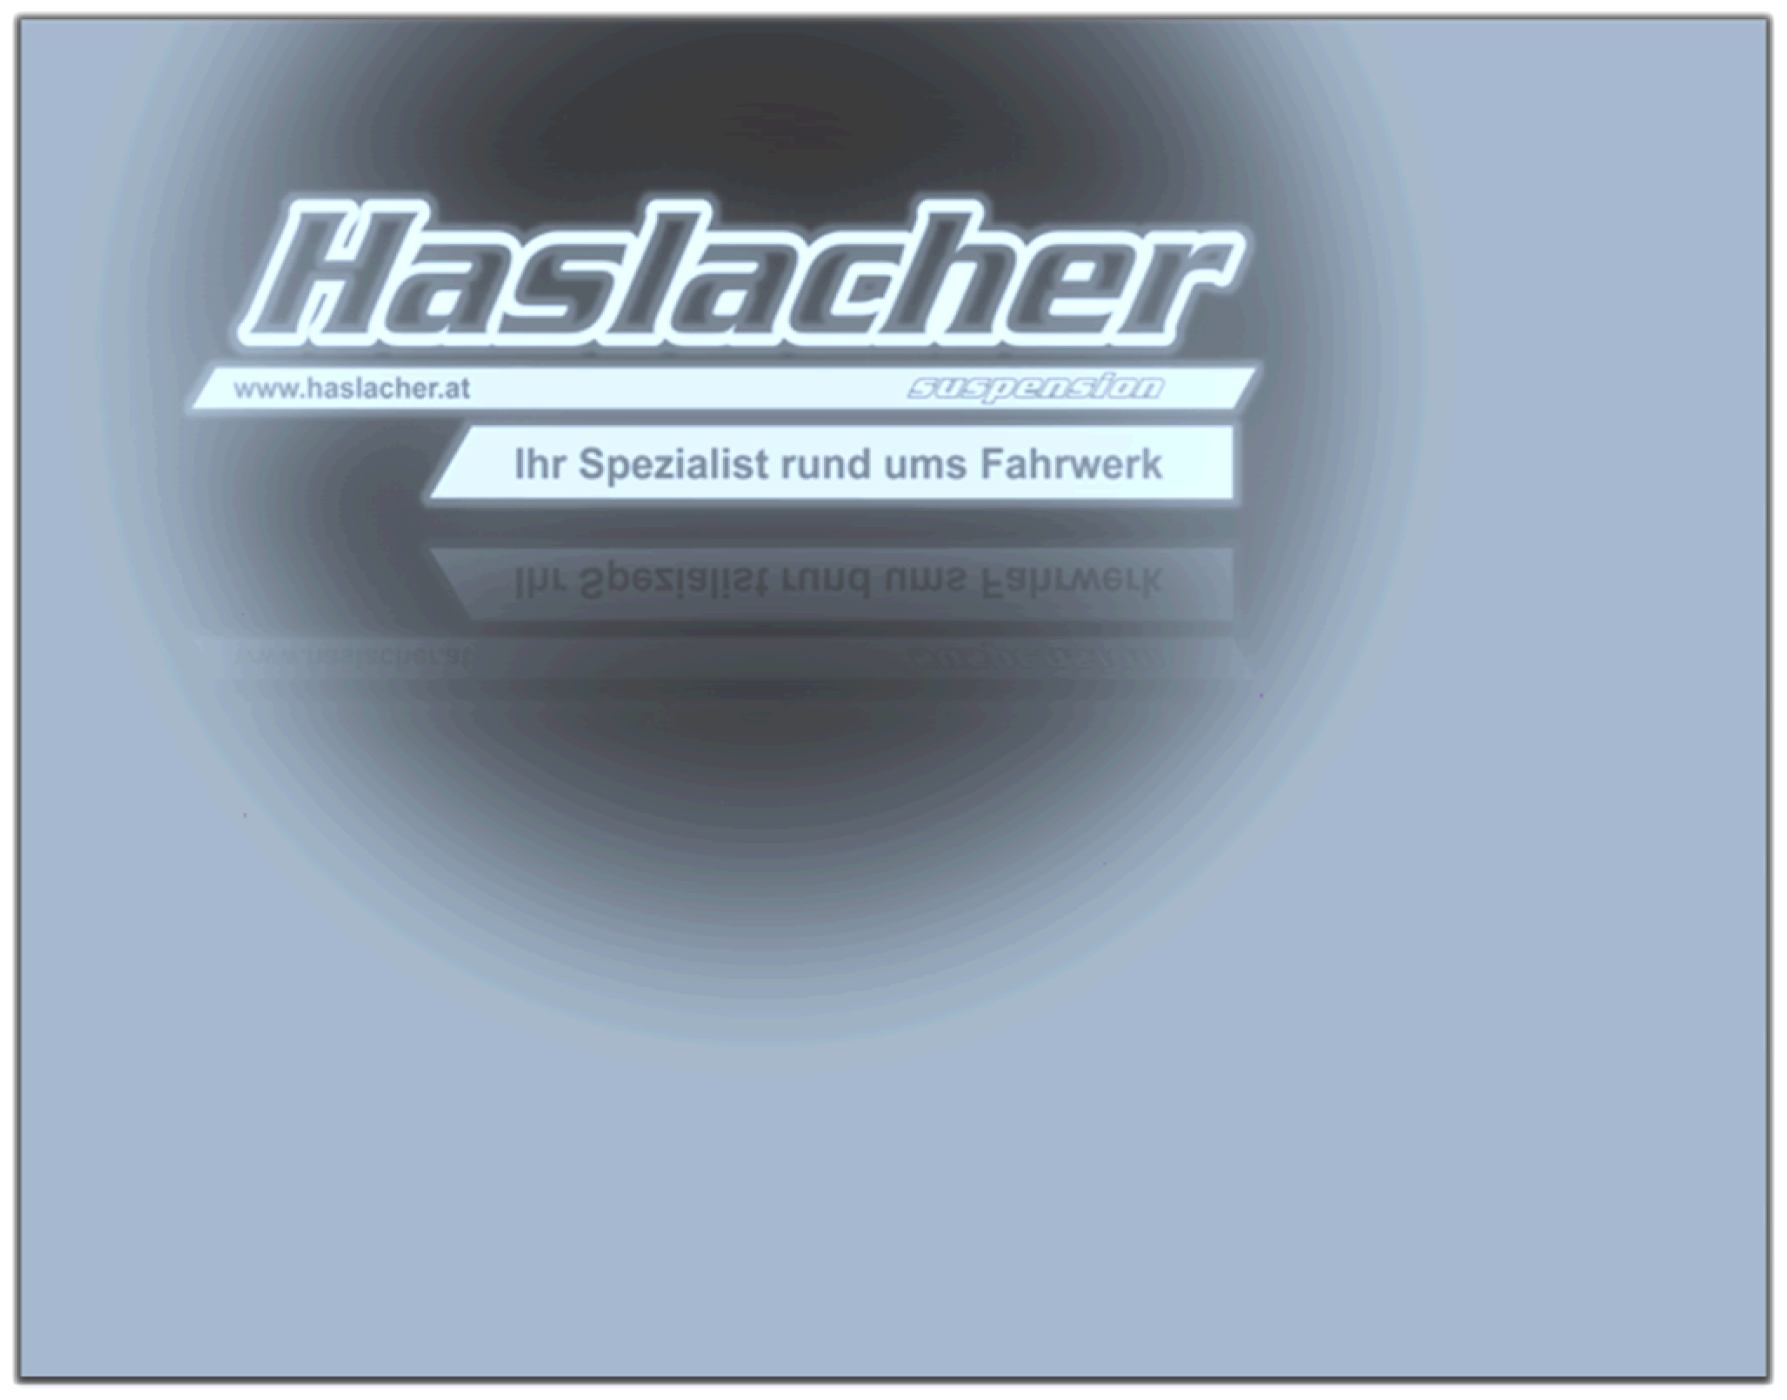 Haslacher
www.haslacher.at suspension
Ihr Spezialist rund ums Fahrwerk